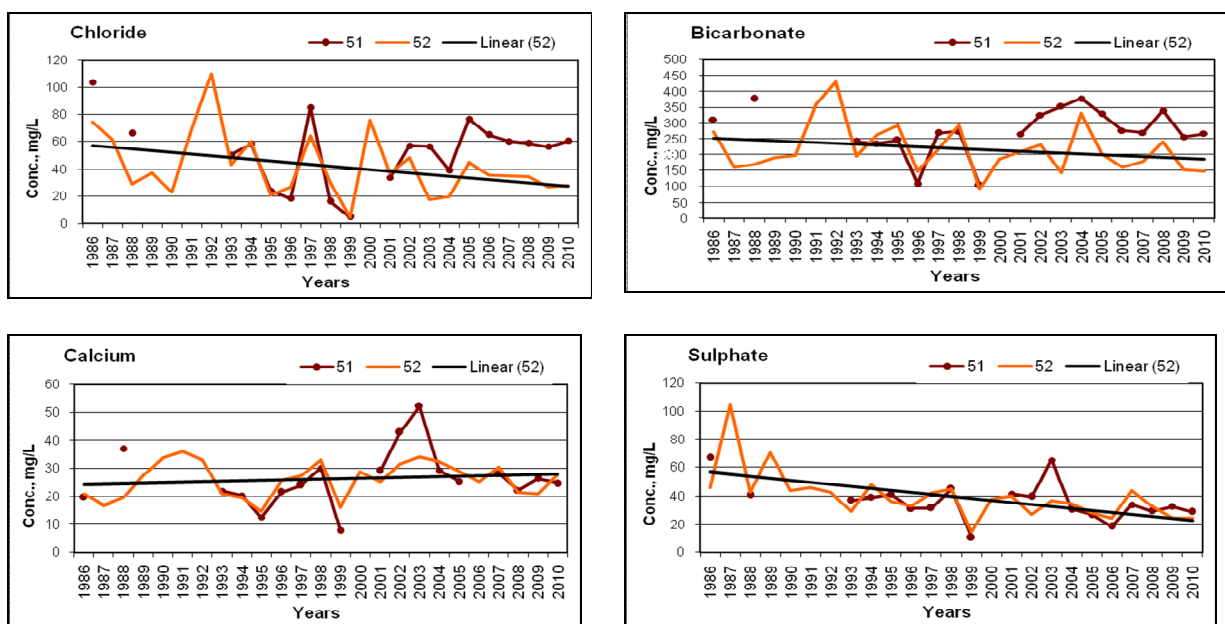 Chloride
51 52 Linear (52)
Conc., mg/L
120
100
80
60
40
20
0
1986 1987 1988 1989 1990 1991 1992 1993 1994 1995 1996 1997 1998 1999 2000 2001 2002 2003 2004 2005 2006 2007 2008 2009 2010
Years
Bicarbonate
51 52 Linear (52)
Conc., mg/L
500
450
400
350
300
250
200
150
100
50
0
1986 1987 1988 1989 1990 1991 1992 1993 1994 1995 1996 1997 1998 1999 2000 2001 2002 2003 2004 2005 2006 2007 2008 2009 2010
Years
Calcium
51 52 Linear (52)
Conc., mg/L
60
50
40
30
20
10
0
1986 1987 1988 1989 1990 1991 1992 1993 1994 1995 1996 1997 1998 1999 2000 2001 2002 2003 2004 2005 2006 2007 2008 2009 2010
Years
Sulphate
51 52 Linear (52)
Conc., mg/L
120
100
80
60
40
20
0
1986 1987 1988 1989 1990 1991 1992 1993 1994 1995 1996 1997 1998 1999 2000 2001 2002 2003 2004 2005 2006 2007 2008 2009 2010
Years